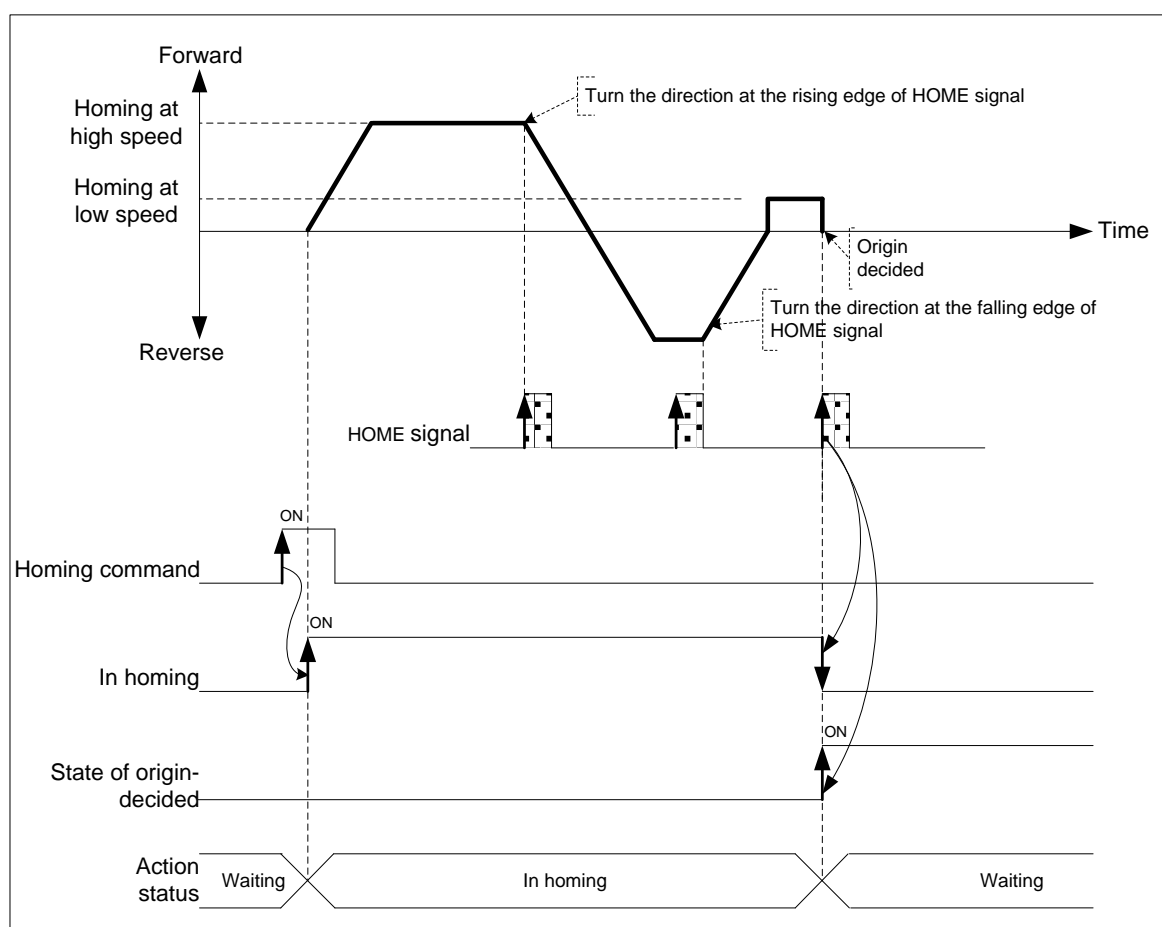 Forward
Homing at
high speed
Turn the direction at the rising edge of HOME signal
Homing at
low speed
Time
Origin
decided
Turn the direction at the falling edge of
HOME signal
Reverse
HOME signal
ON
Homing command
ON
In homing
ON
State of origin-
decided
Action
status
Waiting
In homing
Waiting